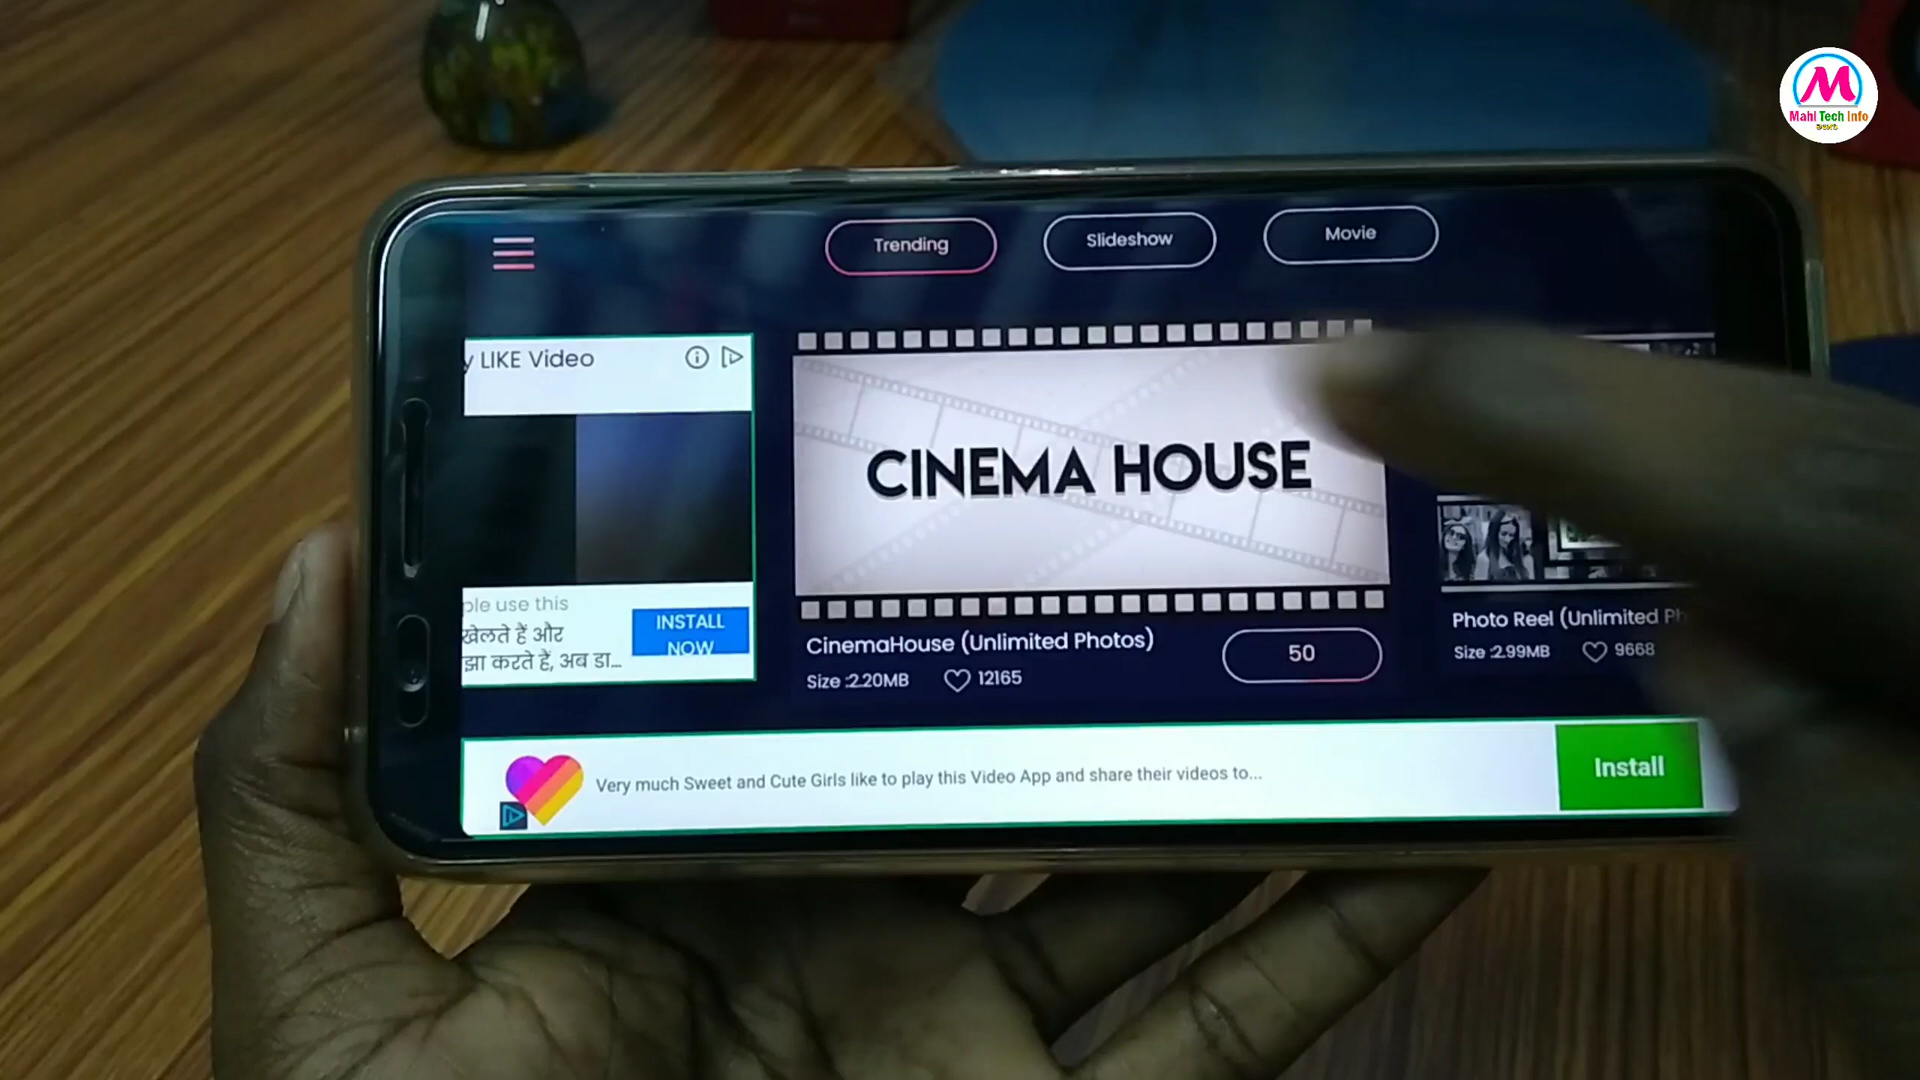 M
Mahi Tech Info
తెలుగు
Trending
Slideshow
Movie
y LIKE Video
ple use this
खेलते हैं और
झा करते हैं, अब डा...
INSTALL
NOW
CINEMA HOUSE
CinemaHouse (Unlimited Photos)
Size :2.20MB
12165
50
Photo Reel (Unlimited Ph
Size :2.99MB
9668
Very much Sweet and Cute Girls like to play this Video App and share their videos to...
Install